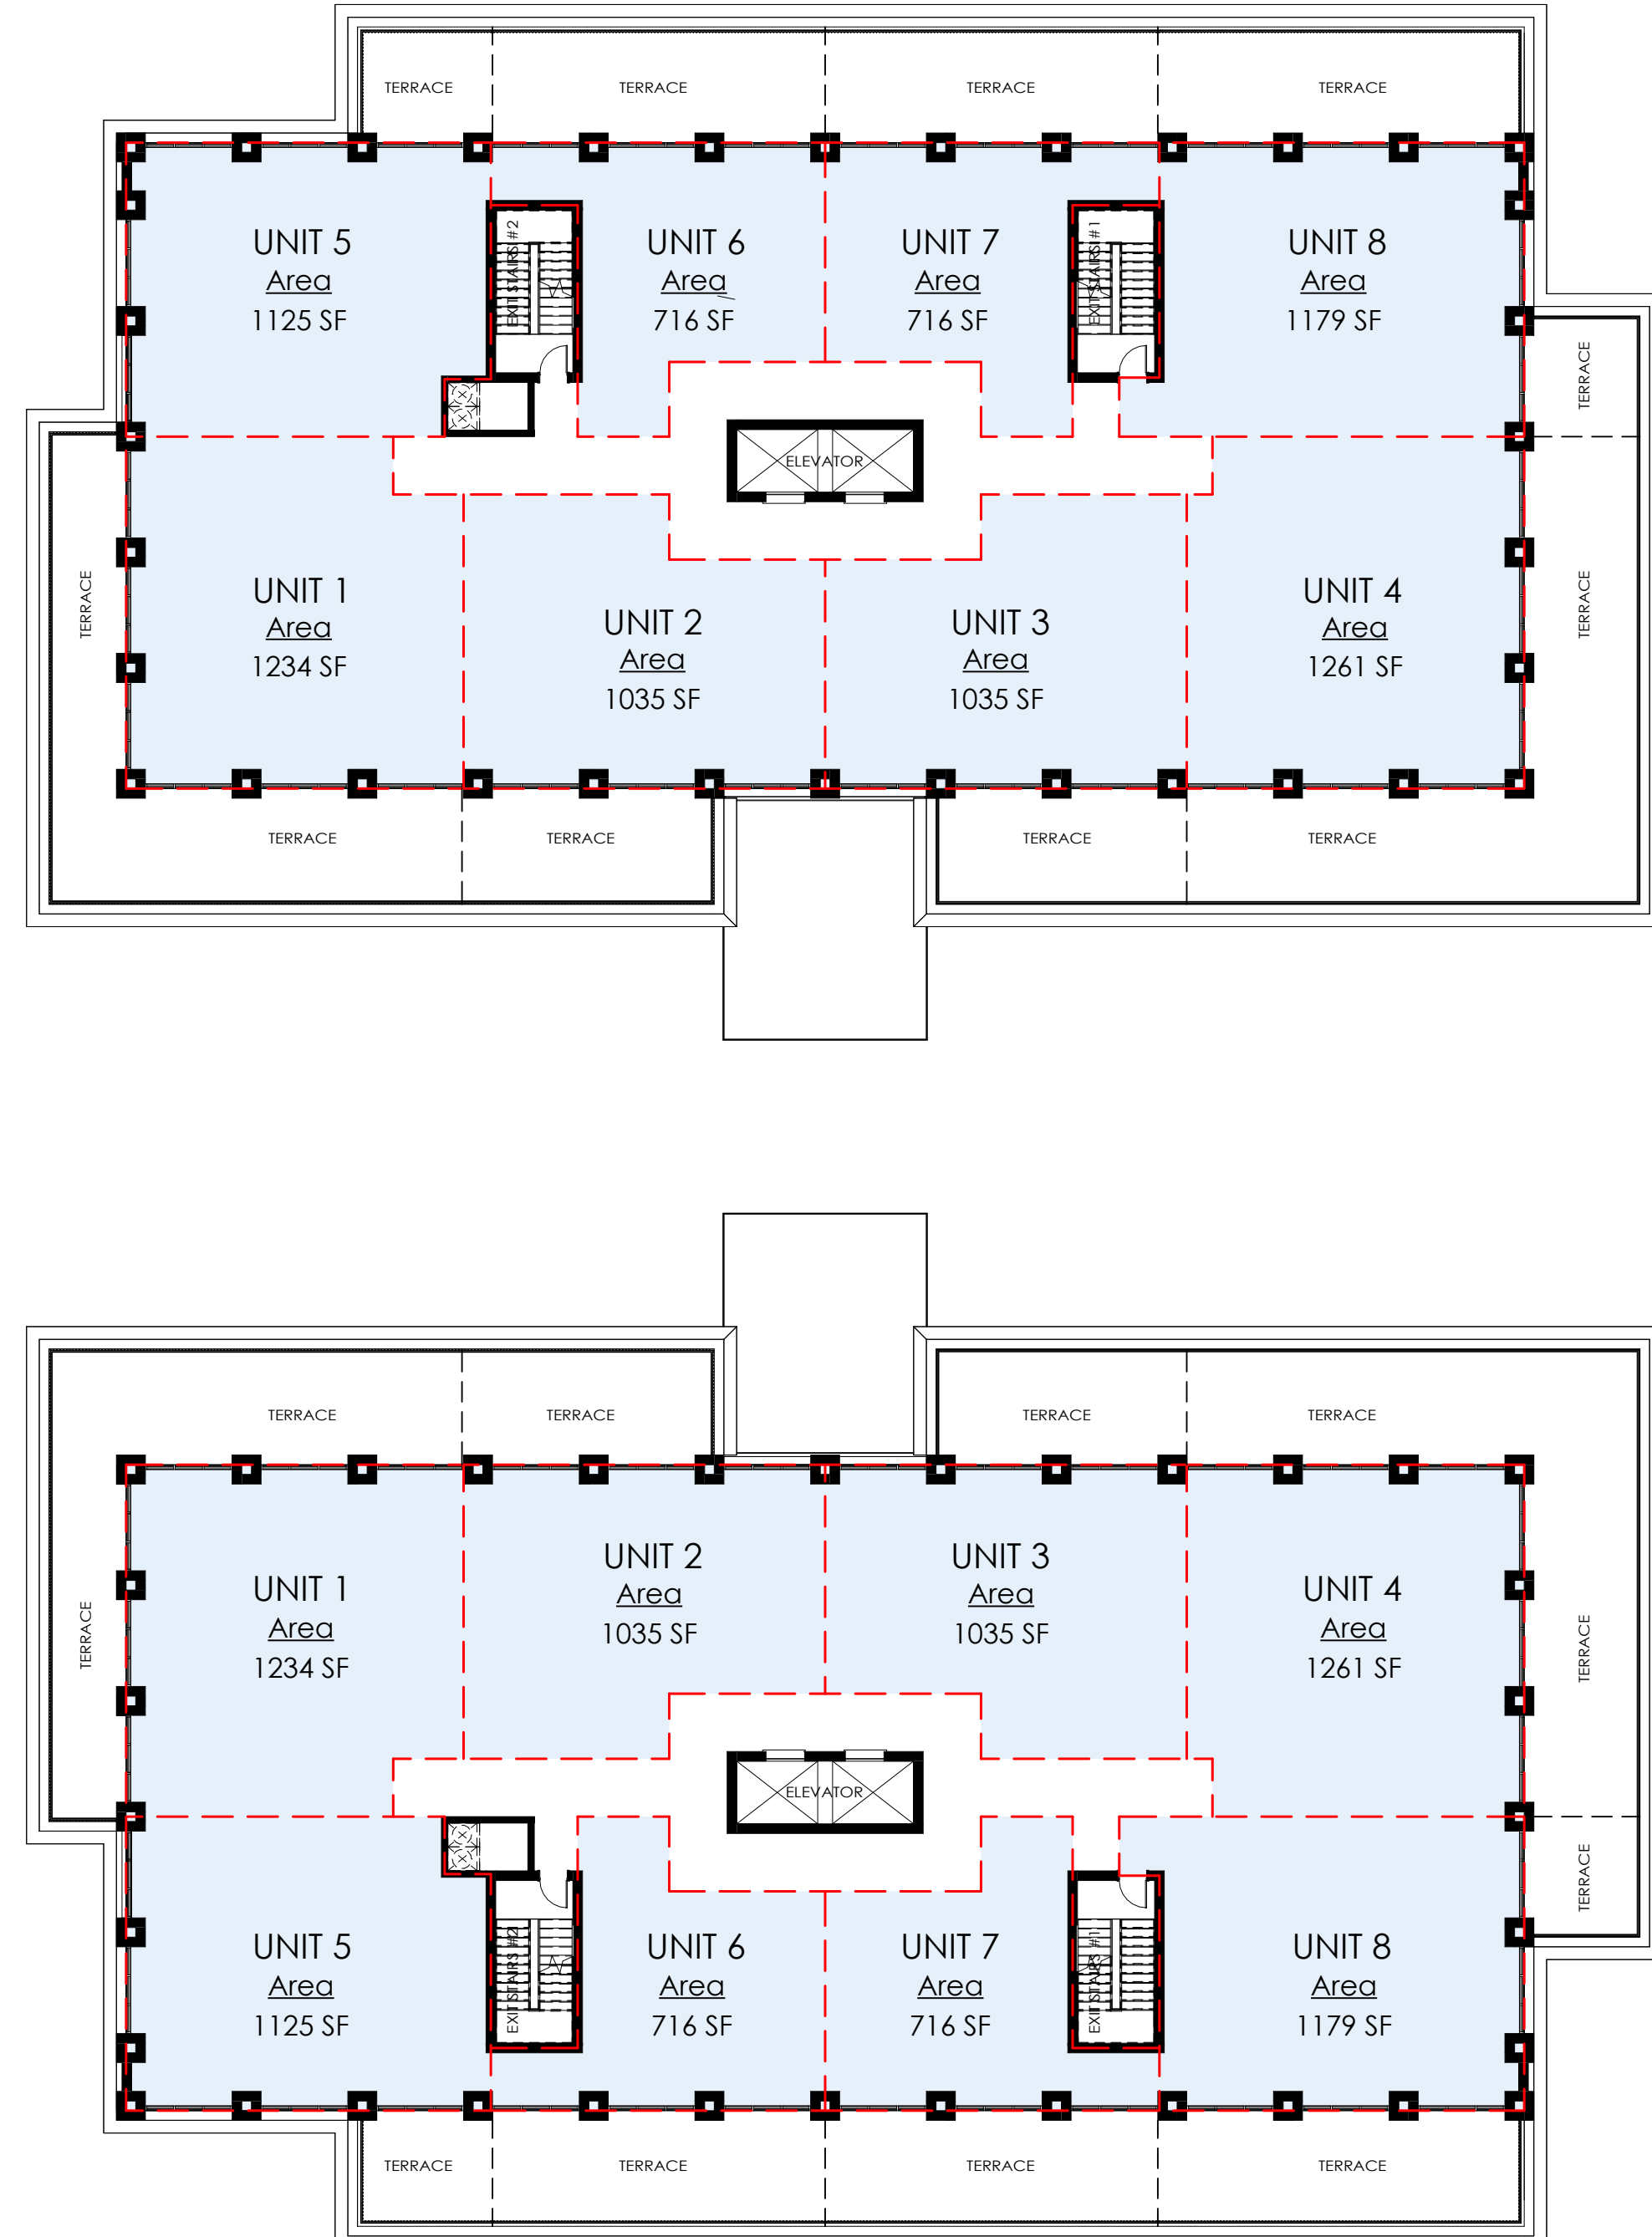 TERRACE
TERRACE
TERRACE
TERRACE
UNIT 5
Area
1125 SF
EXIT STAIRS #2
UNIT 6
Area
716 SF
UNIT 7
Area
716 SF
EXIT STAIRS #1
UNIT 8
Area
1179 SF
TERRACE
ELEVATOR
TERRACE
UNIT 1
Area
1234 SF
UNIT 2
Area
1035 SF
UNIT 3
Area
1035 SF
UNIT 4
Area
1261 SF
TERRACE
TERRACE
TERRACE
TERRACE
TERRACE
TERRACE
TERRACE
TERRACE
TERRACE
TERRACE
UNIT 1
Area
1234 SF
UNIT 2
Area
1035 SF
UNIT 3
Area
1035 SF
UNIT 4
Area
1261 SF
TERRACE
ELEVATOR
TERRACE
UNIT 5
Area
1125 SF
EXIT STAIRS #2
UNIT 6
Area
716 SF
UNIT 7
Area
716 SF
EXIT STAIRS #1
UNIT 8
Area
1179 SF
TERRACE
TERRACE
TERRACE
TERRACE